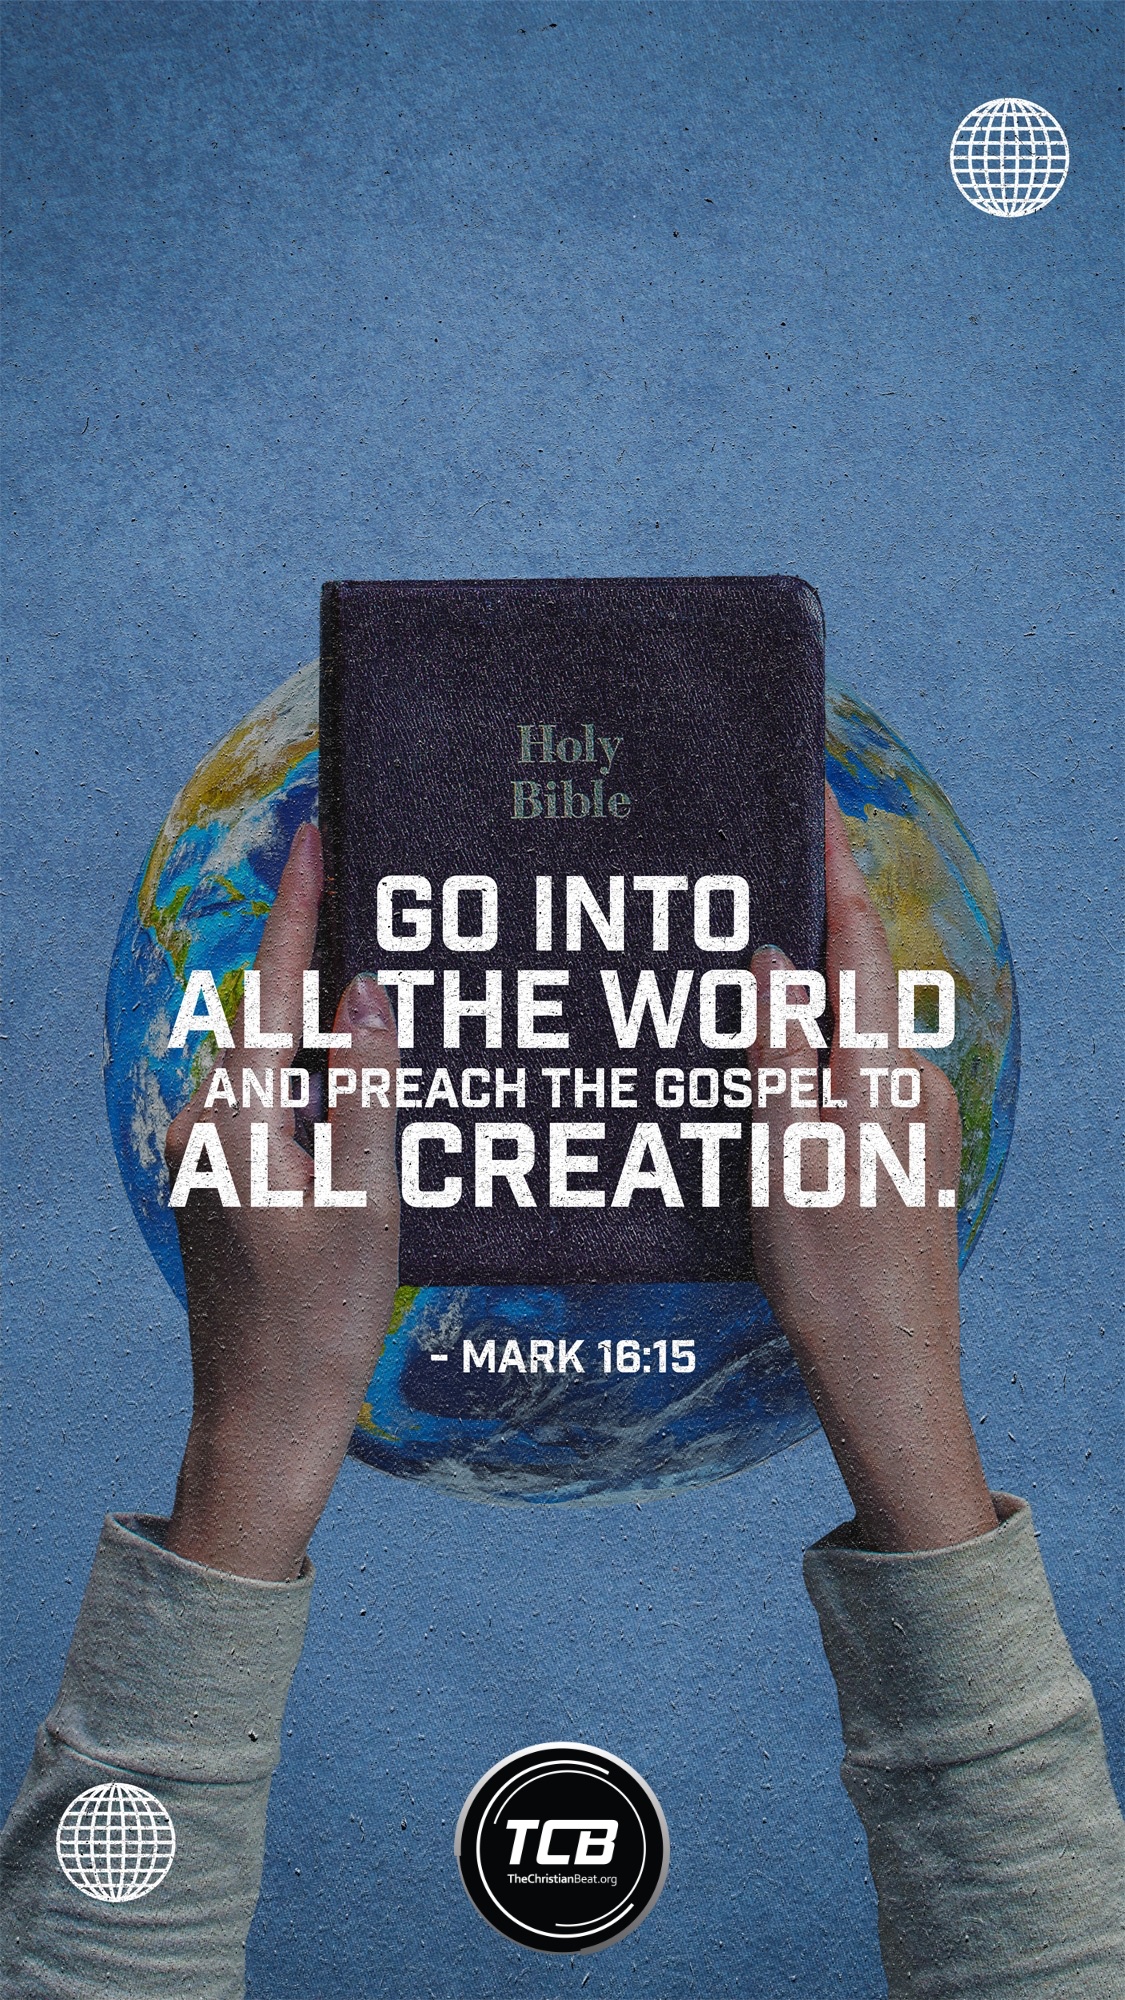 Holy
Bible
GO INTO
ALL THE WORLD
AND PREACH THE GOSPEL TO
ALL CREATION.
- MARK 16:15
TCB
TheChristianBeat.org